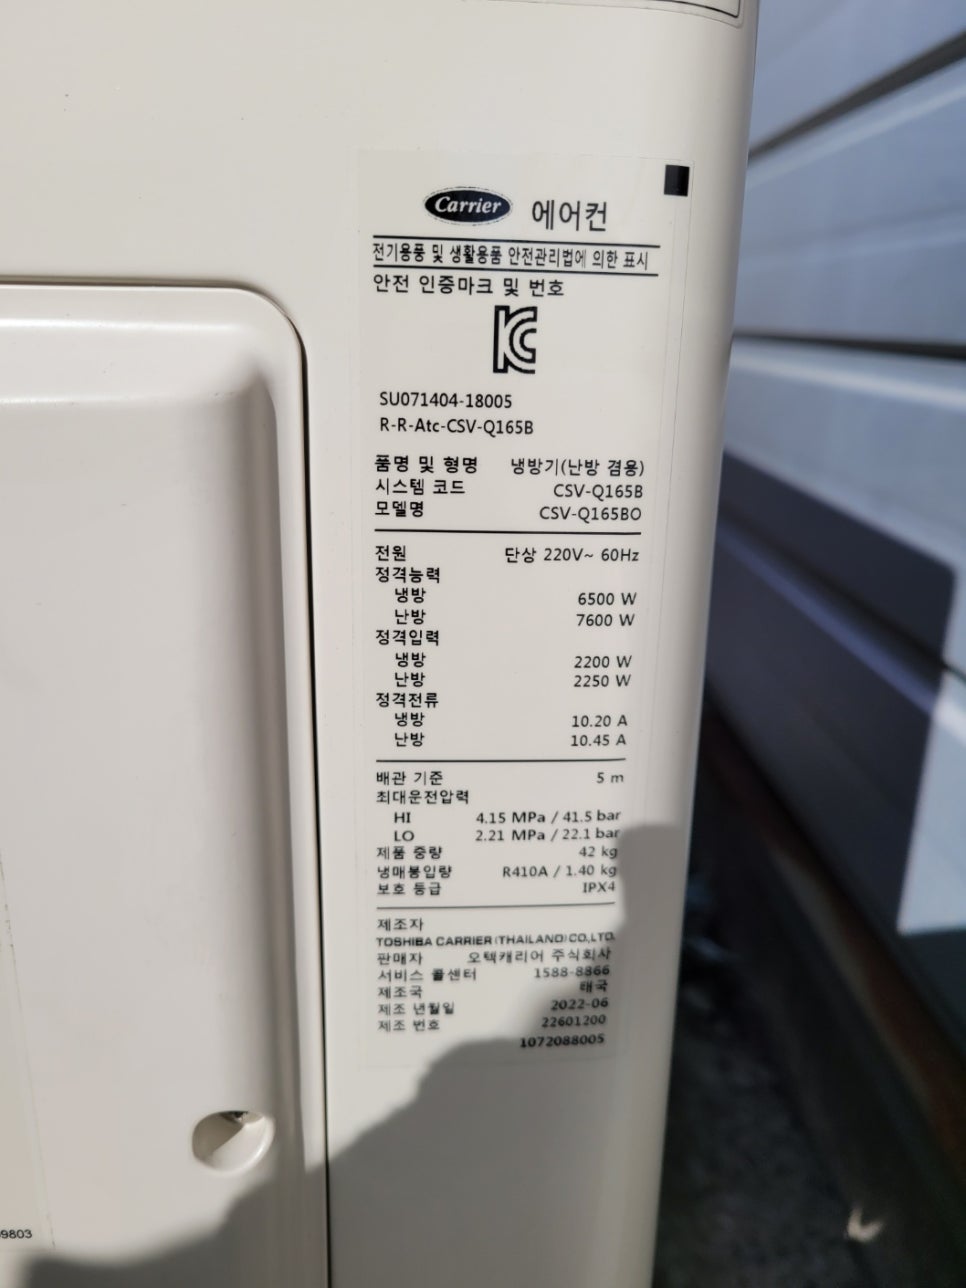 Carrier 에어컨
전기용품 및 생활용품 안전관리법에 의한 표시
안전 인증마크 및 번호
SU071404-18005
R-R-Atc-CSV-Q165B
품명 및 형명 냉방기(난방 겸용)
시스템 코드 CSV-Q165B
모델명 CSV-Q165BO
전원 단상 220V~ 60Hz
정격능력
냉방 6500 W
난방 7600 W
정격입력
냉방 2200 W
난방 2250 W
정격전류
냉방 10.20 A
난방 10.45 A
배관 기준 5 m
최대운전압력
HI 4.15 MPa / 41.5 bar
LO 2.21 MPa / 22.1 bar
제품 중량 42 kg
냉매봉입량 R410A / 1.40 kg
보호 등급 IPX4
제조자
TOSHIBA CARRIER (THAILAND) CO.,LTD.
판매자 오텍캐리어 주식회사
서비스 콜센터 1588-8866
제조국 태국
제조 년월일 2022-06
제조 번호 22601200
1072088005
9803